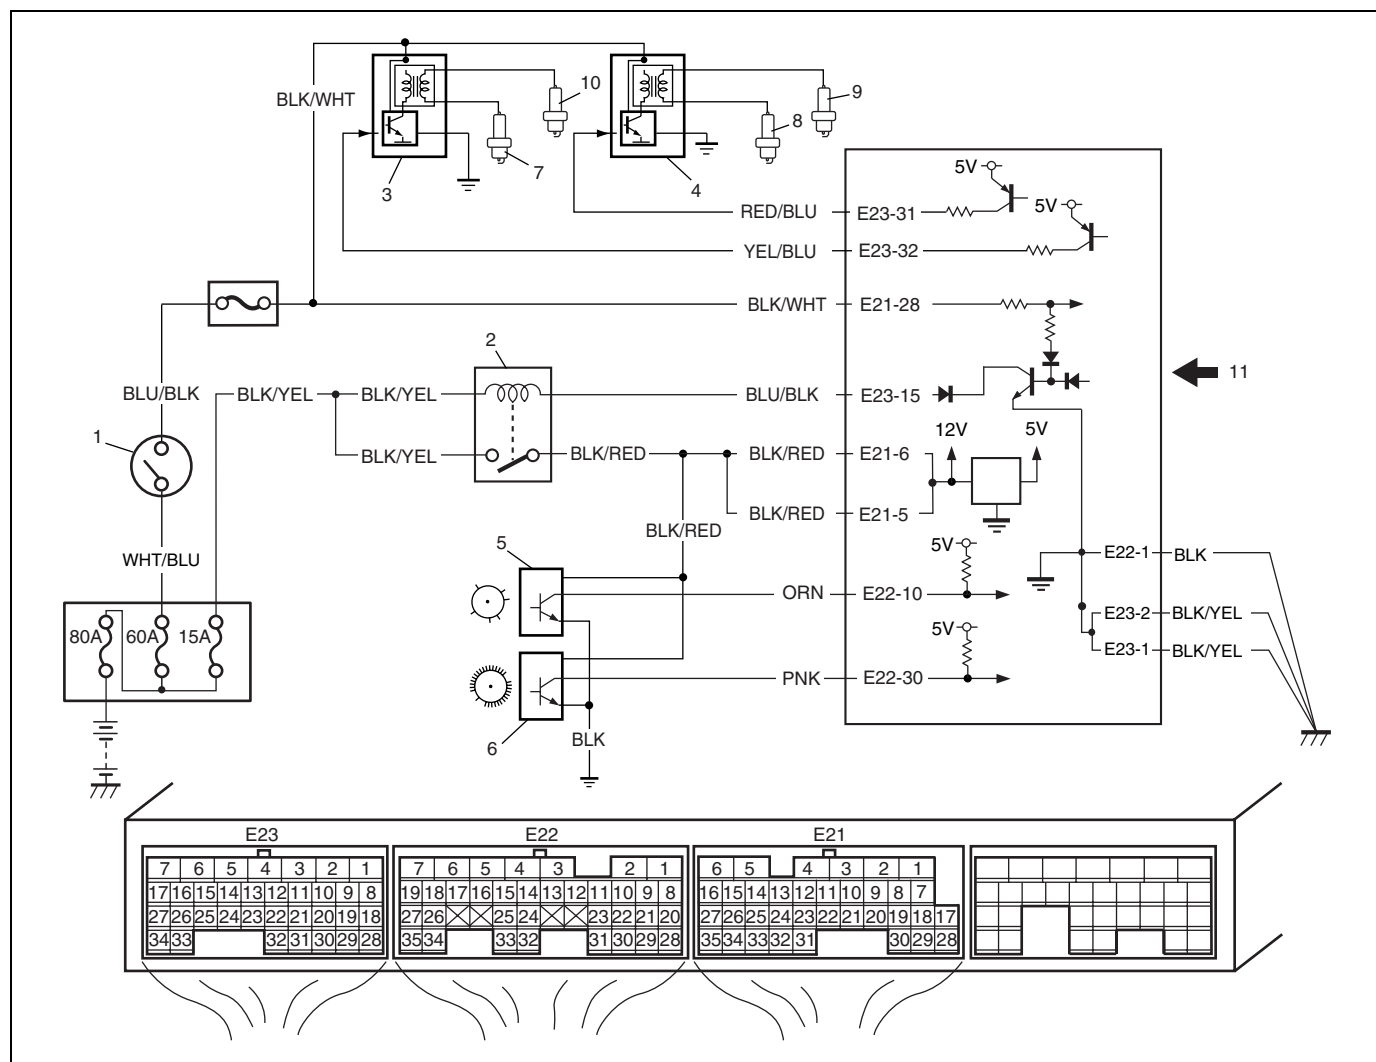 10
9
BLK/WHT
8
7
3
4
5V
RED/BLU
E23-31
5V
YEL/BLU
E23-32
BLK/WHT
E21-28
2
11
BLU/BLK
BLK/YEL
BLK/YEL
BLU/BLK
E23-15
1
12V
5V
BLK/YEL
BLK/RED
BLK/RED
E21-6
BLK/RED
E21-5
BLK/RED
WHT/BLU
5
5V
E22-1
BLK
ORN
E22-10
E23-2
BLK/YEL
80A
60A
15A
5V
E23-1
BLK/YEL
PNK
E22-30
6
BLK
E23
E22
E21
7 6 5 4 3 2 1
7 6 5 4 3 2 1
6 5 4 3 2 1
17 16 15 14 13 12 11 10 9 8
19 18 17 16 15 14 13 12 11 10 9 8
16 15 14 13 12 11 10 9 8 7
27 26 25 24 23 22 21 20 19 18
27 26 25 24 23 22 21 20
27 26 25 24 23 22 21 20 19 18 17
34 33 32 31 30 29 28
35 34 33 32 31 30 29 28
35 34 33 32 31 30 29 28